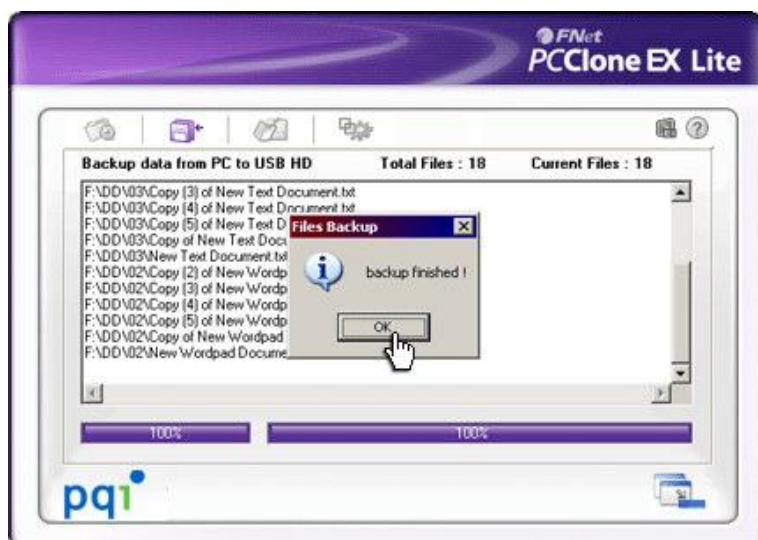 FNet
PCClone EX Lite
Backup data from PC to USB HD Total Files : 18 Current Files : 18
F:\DD\03\Copy (3) of New Text Document.txt
F:\DD\03\Copy (4) of New Text Document.txt
F:\DD\03\Copy (5) of New Text D
F:\DD\03\Copy of New Text Docu
F:\DD\03\New Text Document.txt
F:\DD\02\Copy (2) of New Wordp
F:\DD\02\Copy (3) of New Wordp
F:\DD\02\Copy (4) of New Wordp
F:\DD\02\Copy (5) of New Wordp
F:\DD\02\Copy of New Wordpad
F:\DD\02\New Wordpad Docume
Files Backup
backup finished !
OK
100% 100%
pqi